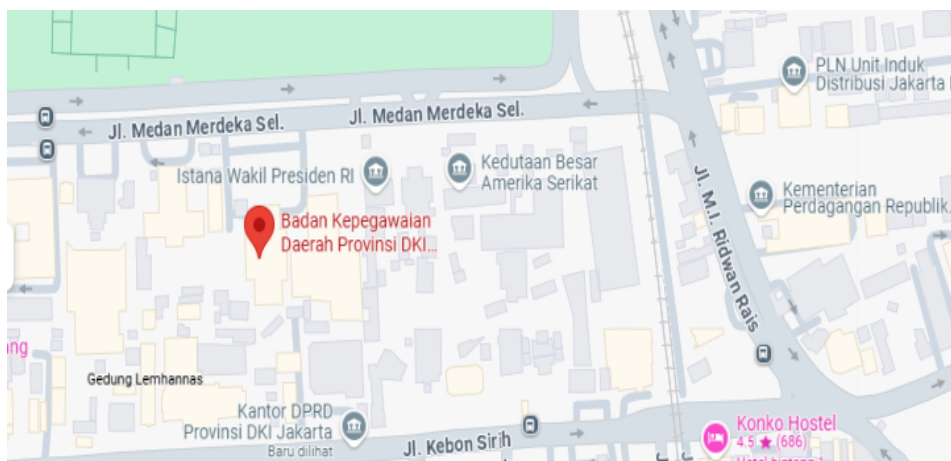 PLN Unit Induk
Distribusi Jakarta
Jl. Medan Merdeka Sel.
Jl. Medan Merdeka Sel.
Istana Wakil Presiden RI
Kedutaan Besar
Amerika Serikat
Jl. M.I. Ridwan Rais
Kementerian
Perdagangan Republik
Badan Kepegawaian
Daerah Provinsi DKI...
ang
Gedung Lemhannas
Kantor DPRD
Provinsi DKI Jakarta
Baru dilihat
Jl. Kebon Sirih
Konko Hostel
4.5 ★ (686)